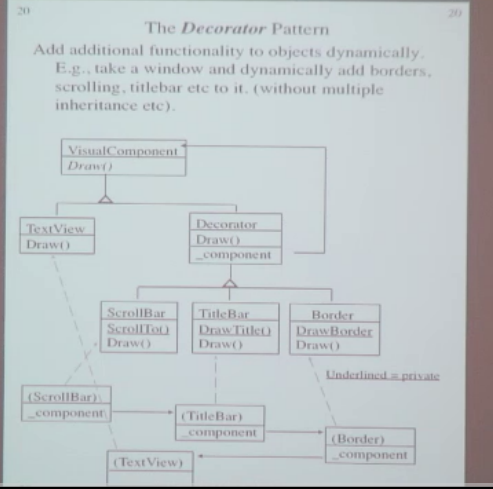 20
20
The Decorator Pattern
Add additional functionality to objects dynamically.
E.g., take a window and dynamically add borders,
scrolling, titlebar etc to it. (without multiple
inheritance etc).
VisualComponent
Draw()
TextView
Draw()
Decorator
Draw()
_component
ScrollBar
ScrollTo()
Draw()
TitleBar
DrawTitle()
Draw()
Border
DrawBorder
Draw()
Underlined = private
(ScrollBar)
_component
(TitleBar)
_component
(Border)
_component
(TextView)